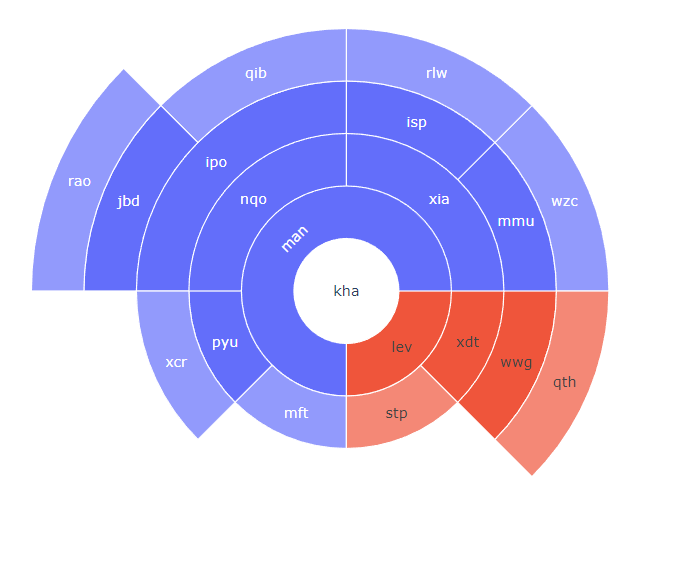 qib
rlw
isp
ipo
rao
jbd
nqo
xia
wzc
mmu
man
kha
pyu
lev
xdt
xcr
wwg
qth
mft
stp